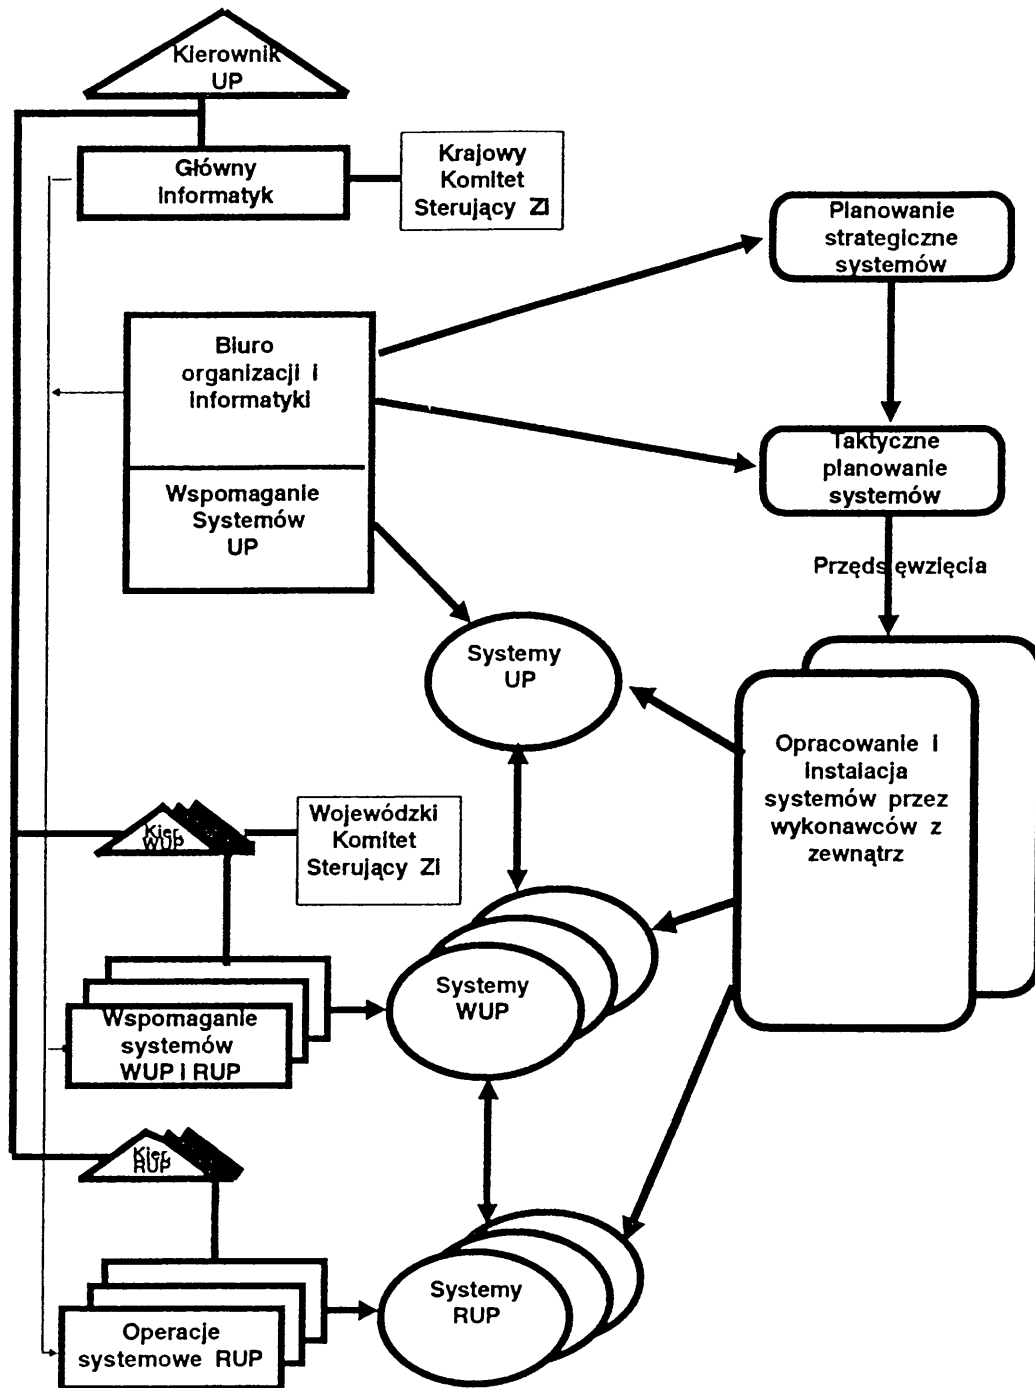 Kierownik
UP
Główny
Informatyk
Krajowy
Komitet
Sterujący ZI
Planowanie
strategiczne
systemów
Biuro
organizacji i
Informatyki
Taktyczne
planowanie
systemów
Wspomaganie
Systemów
UP
Przęds ęwzięcia
Systemy
UP
Opracowanie i
Instalacja
systemów przez
wykonawców z
zewnątrz
Kier.
WUP
Wojewódzki
Komitet
Sterujący ZI
Systemy
WUP
Wspomaganie
systemów
WUP i RUP
Kier.
RUP
Systemy
RUP
Operacje
systemowe RUP